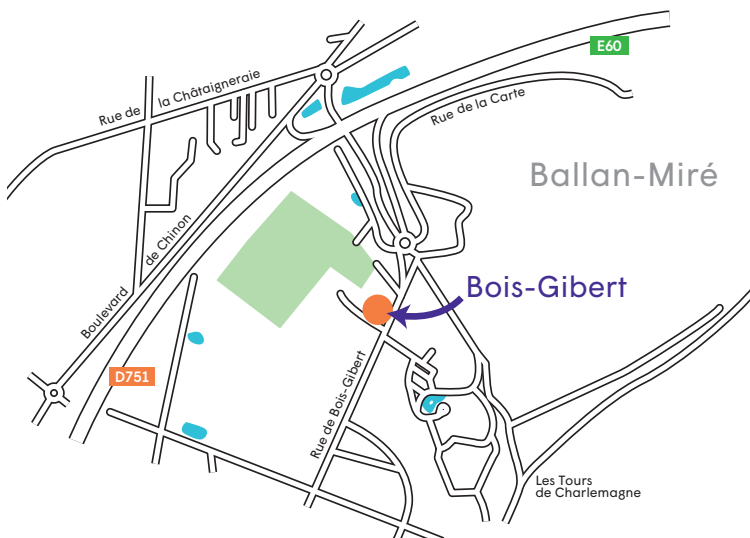 E60
Rue de la Châtaigneraie
Rue de la Carte
Ballan-Miré
Boulevard de Chinon
Bois-Gibert
D751
Rue de Bois-Gibert
Les Tours
de Charlemagne